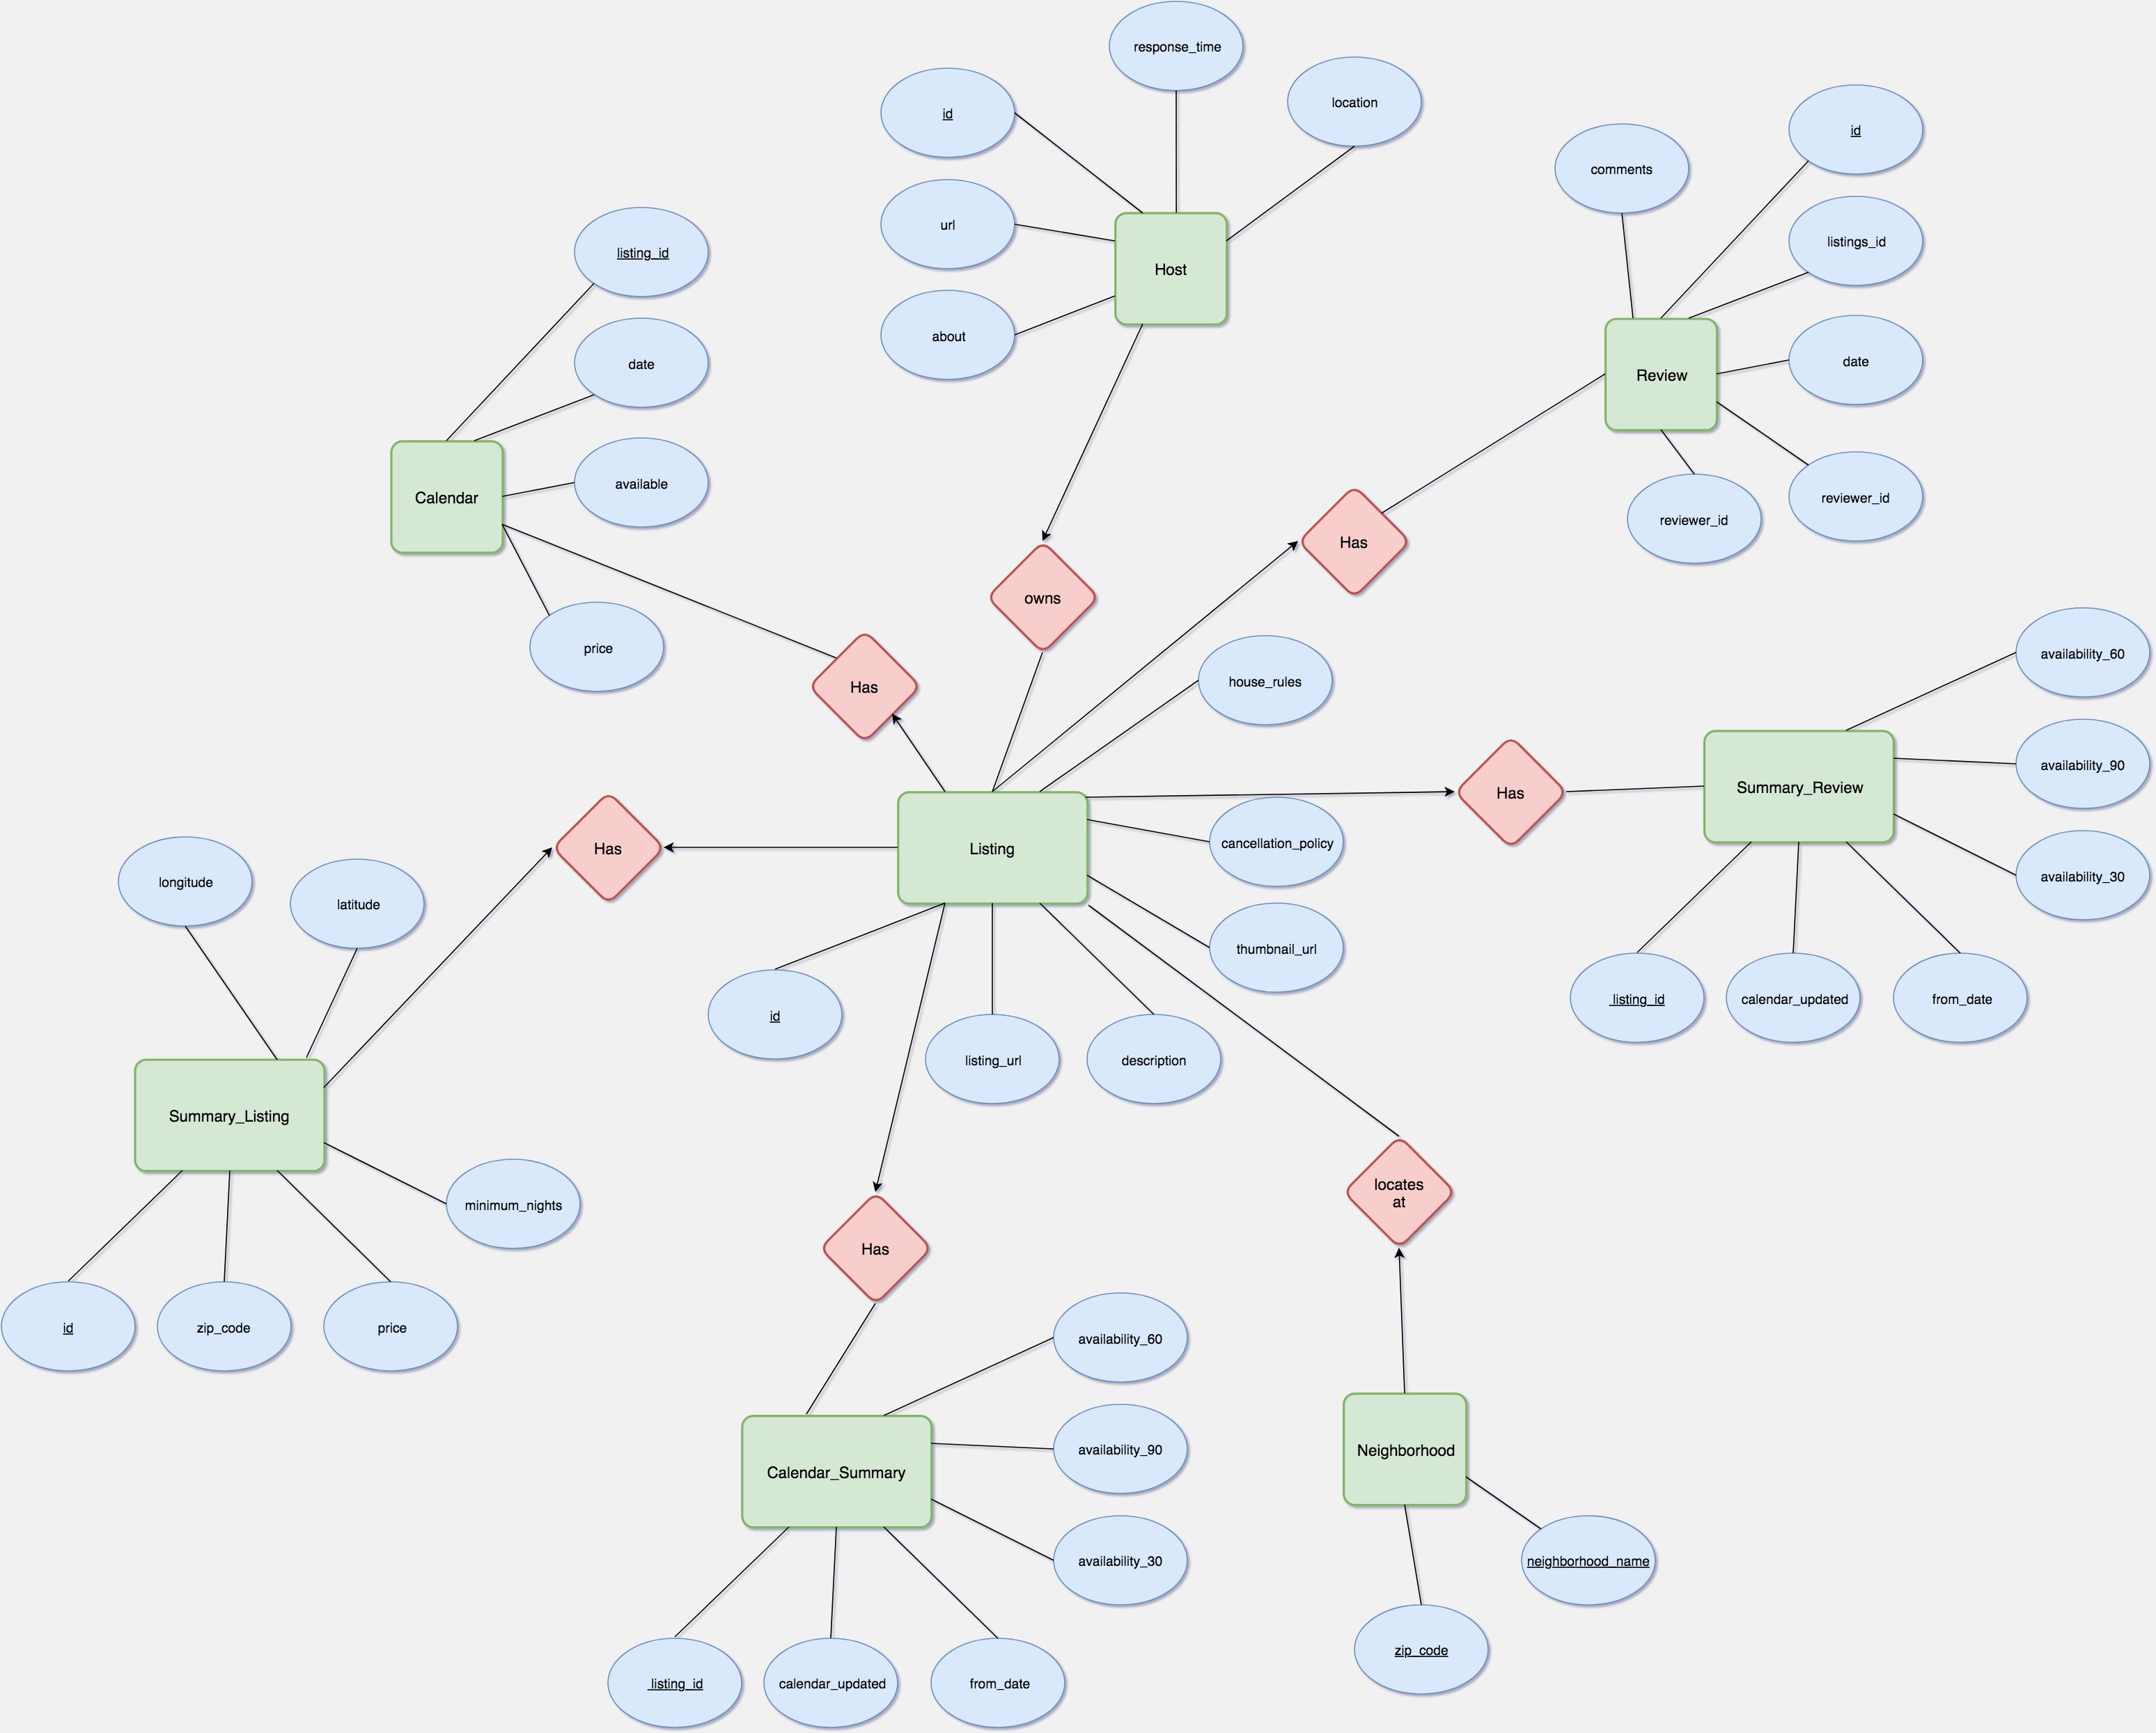 response_time
location
id
id
comments
url
listings_id
listing_id
Host
about
date
date
Review
available
Calendar
reviewer_id
reviewer_id
Has
owns
price
Has
house_rules
availability_60
availability_90
Has
Summary_Review
Has
Listing
cancellation_policy
availability_30
longitude
latitude
thumbnail_url
listing_id
calendar_updated
from_date
id
listing_url
description
Summary_Listing
locates
at
minimum_nights
Has
id
zip_code
price
availability_60
availability_90
Neighborhood
Calendar_Summary
availability_30
neighborhood_name
zip_code
listing_id
calendar_updated
from_date